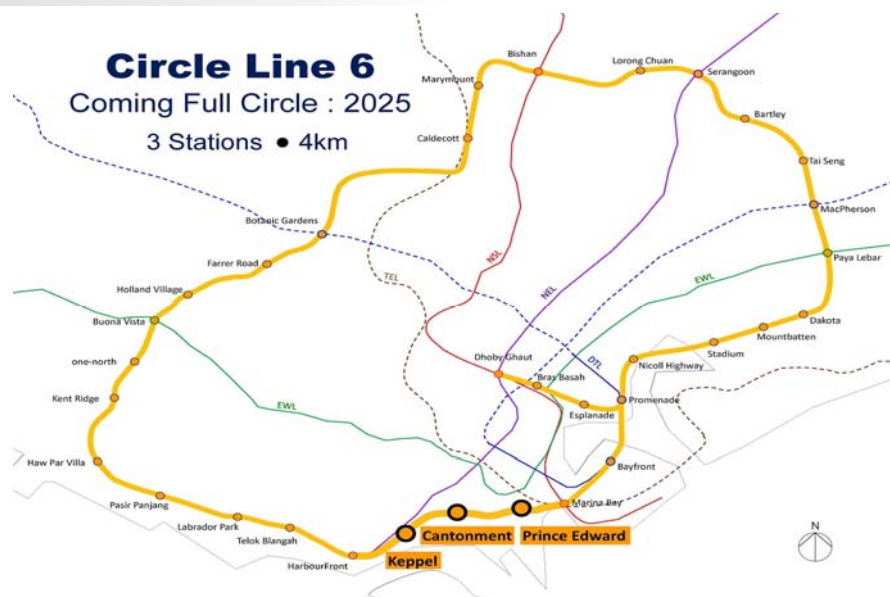 Circle Line 6
Coming Full Circle : 2025
3 Stations ● 4km
Bishan
Lorong Chuan
Serangoon
Marymount
Bartley
Caldecott
Tai Seng
MacPherson
Botanic Gardens
Farrer Road
NSL
Paya Lebar
TEL
EWL
Holland Village
NEL
Buona Vista
Dakota
Mountbatten
Stadium
Dhoby Ghaut
one-north
DTL
Nicoll Highway
Bras Basah
Kent Ridge
Promenade
EWL
Esplanade
Haw Par Villa
Bayfront
Pasir Panjang
Marina Bay
Labrador Park
Telok Blangah
Cantonment
Prince Edward
HarbourFront
Keppel
N